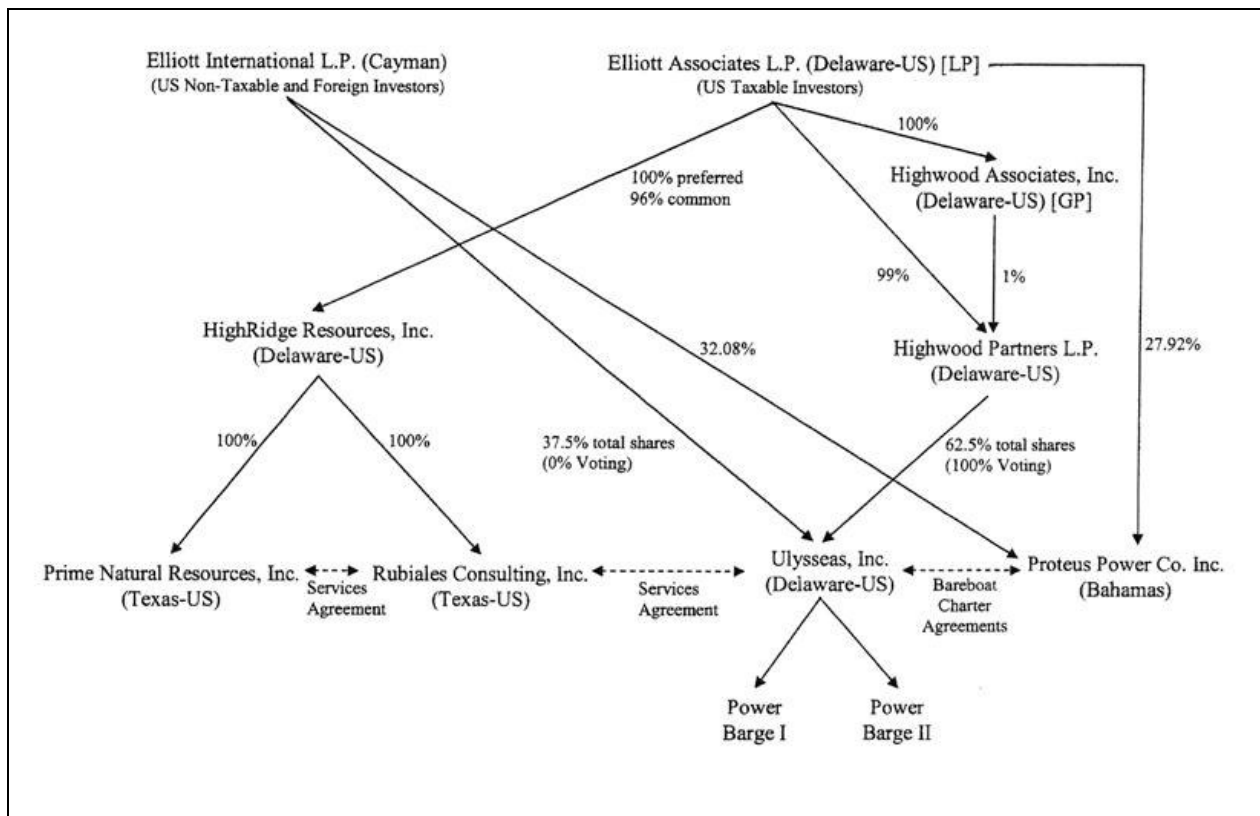 Elliott International L.P. (Cayman)
(US Non-Taxable and Foreign Investors)
Elliott Associates L.P. (Delaware-US) [LP]
(US Taxable Investors)
100%
Highwood Associates, Inc.
(Delaware-US) [GP]
100% preferred
96% common
99%
1%
HighRidge Resources, Inc.
(Delaware-US)
32.08%
Highwood Partners L.P.
(Delaware-US)
27.92%
100%
100%
37.5% total shares
(0% Voting)
62.5% total shares
(100% Voting)
Prime Natural Resources, Inc.
(Texas-US)
Services
Agreement
Rubiales Consulting, Inc.
(Texas-US)
Services
Agreement
Ulysseas, Inc.
(Delaware-US)
Bareboat
Charter
Agreements
Proteus Power Co. Inc.
(Bahamas)
Power
Barge I
Power
Barge II